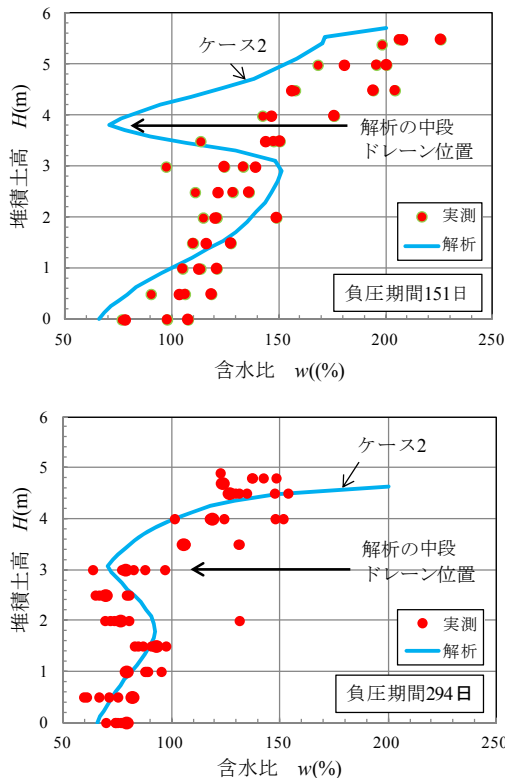 6
5
4
3
2
1
0
堆積土高 H(m)
ケース2
解析の中段
ドレーン位置
実測
解析
負圧期間151日
50
100
150
200
250
含水比 w((%)
6
5
4
3
2
1
0
堆積土高 H(m)
ケース2
解析の中段
ドレーン位置
実測
解析
負圧期間294日
50
100
150
200
250
含水比 w(%)